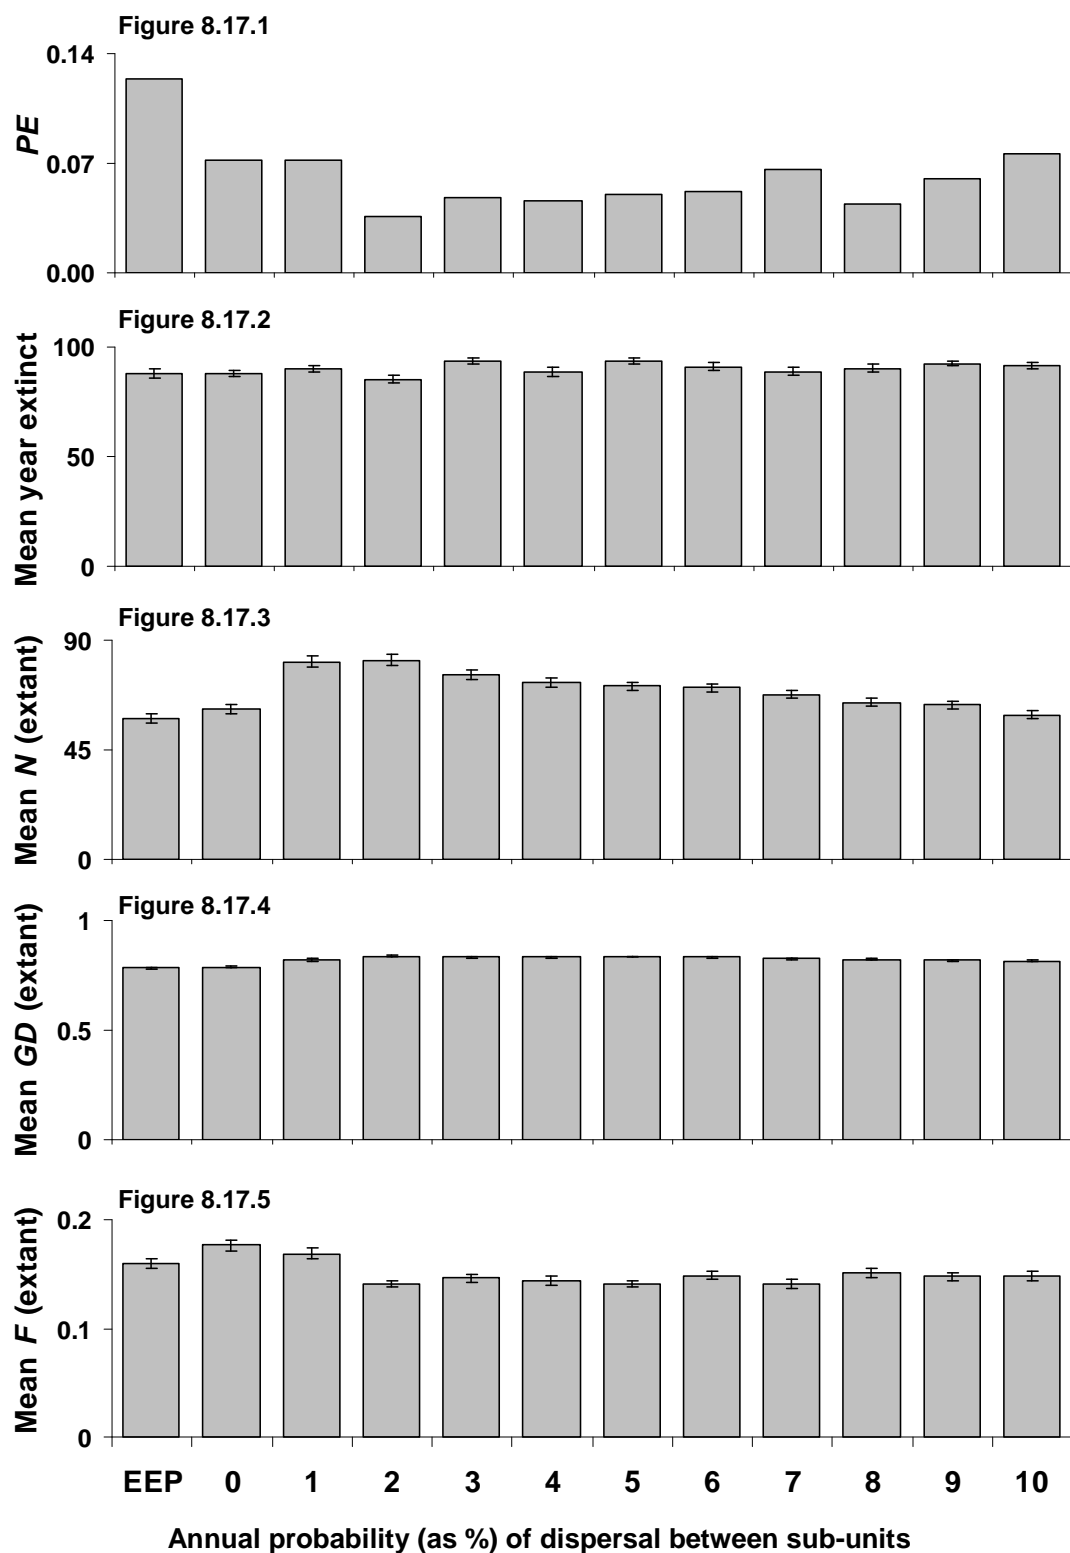 Figure 8.17.1
0.14
0.07
0.00
PE
Figure 8.17.2
100
50
0
Mean year extinct
Figure 8.17.3
90
45
0
Mean N (extant)
Figure 8.17.4
1
0.5
0
Mean GD (extant)
Figure 8.17.5
0.2
0.1
0
Mean F (extant)
EEP 0 1 2 3 4 5 6 7 8 9 10
Annual probability (as %) of dispersal between sub-units